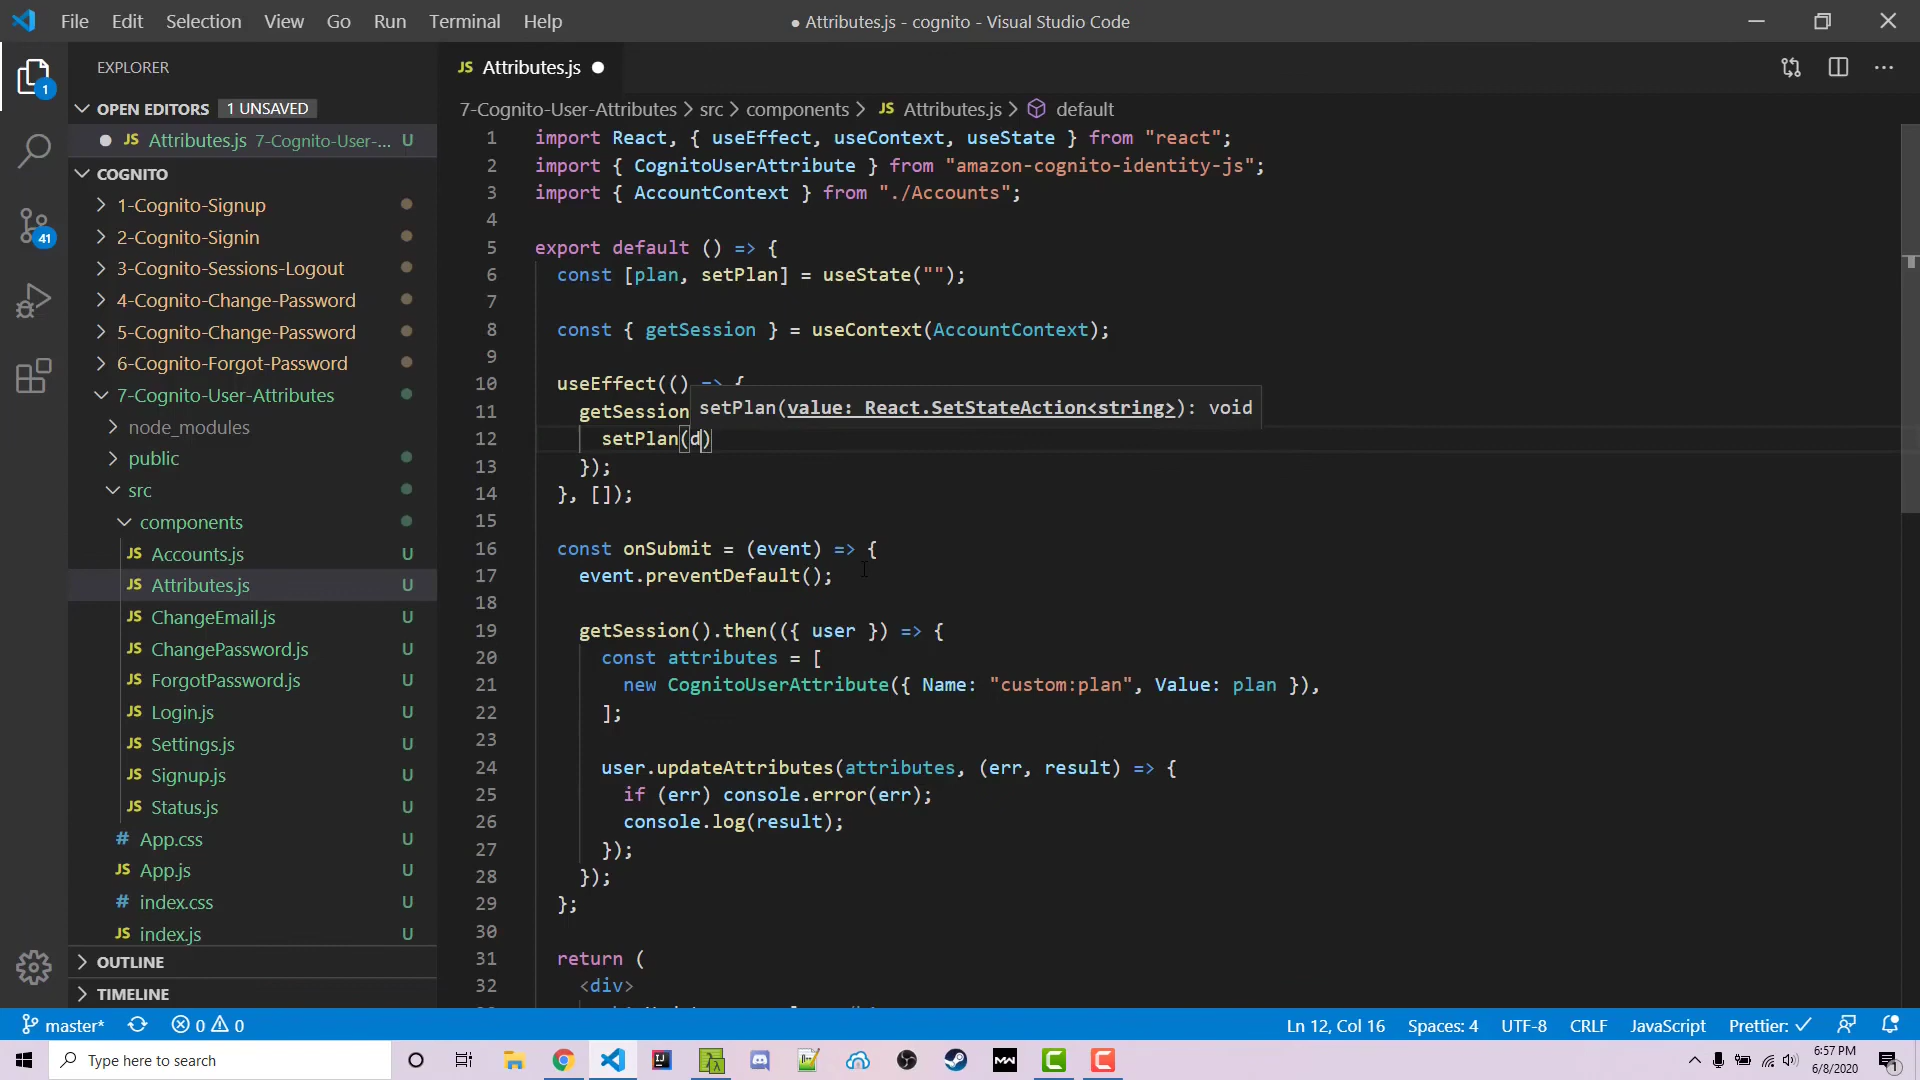 File Edit Selection View Go Run Terminal Help
● Attributes.js - cognito - Visual Studio Code
EXPLORER
OPEN EDITORS 1 UNSAVED
JS Attributes.js 7-Cognito-User-... U
COGNITO
1-Cognito-Signup
2-Cognito-Signin
3-Cognito-Sessions-Logout
4-Cognito-Change-Password
5-Cognito-Change-Password
6-Cognito-Forgot-Password
7-Cognito-User-Attributes
node_modules
public
src
components
JS Accounts.js U
JS Attributes.js U
JS ChangeEmail.js U
JS ChangePassword.js U
JS ForgotPassword.js U
JS Login.js U
JS Settings.js U
JS Signup.js U
JS Status.js U
# App.css U
JS App.js U
# index.css U
JS index.js U
OUTLINE
TIMELINE
1
41
JS Attributes.js
7-Cognito-User-Attributes > src > components > JS Attributes.js > default
1 import React, { useEffect, useContext, useState } from "react";
2 import { CognitoUserAttribute } from "amazon-cognito-identity-js";
3 import { AccountContext } from "./Accounts";
4
5 export default () => {
6 const [plan, setPlan] = useState("");
7
8 const { getSession } = useContext(AccountContext);
9
10 useEffect(() => {
11 getSession
setPlan(value: React.SetStateAction<string>): void
12 setPlan(d)
13 });
14 }, []);
15
16 const onSubmit = (event) => {
17 event.preventDefault();
18
19 getSession().then(({ user }) => {
20 const attributes = [
21 new CognitoUserAttribute({ Name: "custom:plan", Value: plan }),
22 ];
23
24 user.updateAttributes(attributes, (err, result) => {
25 if (err) console.error(err);
26 console.log(result);
27 });
28 });
29 };
30
31 return (
32 <div>
master* 0 0
Ln 12, Col 16 Spaces: 4 UTF-8 CRLF JavaScript Prettier: ✓
Type here to search
6:57 PM
6/8/2020
1